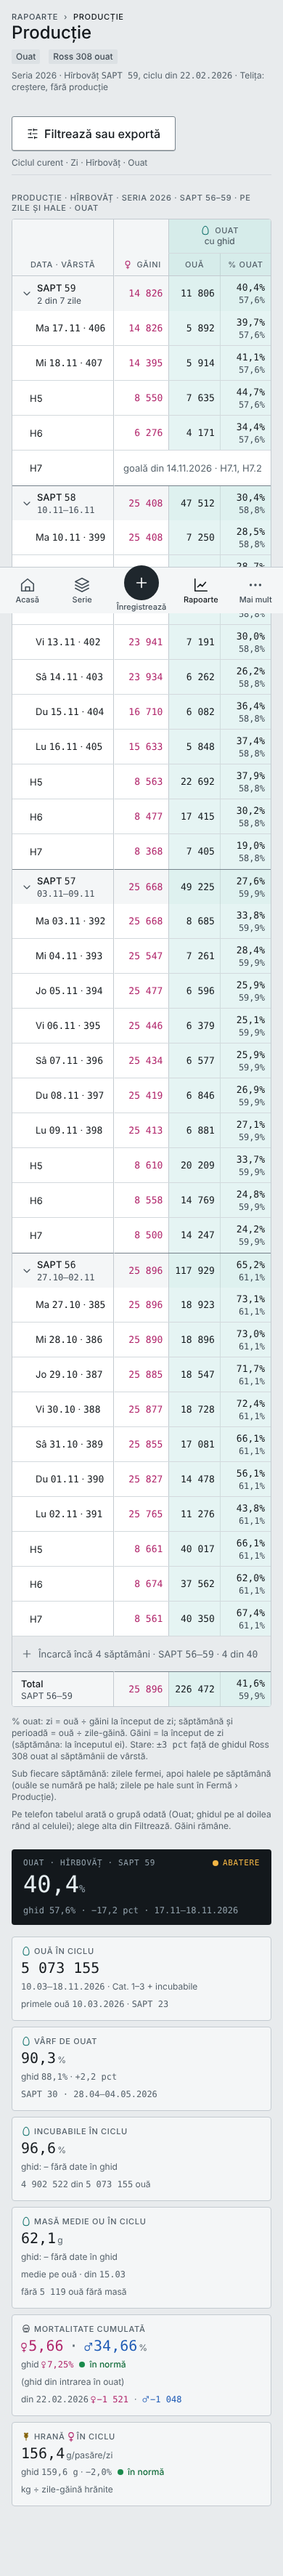 RAPOARTE › PRODUCȚIE
Producție
Ouat Ross 308 ouat
Seria 2026 · Hîrbovăț SAPT 59, ciclu din 22.02.2026 · Telița:
creștere, fără producție
Filtrează sau exportă
Ciclul curent · Zi · Hîrbovăț · Ouat
PRODUCȚIE · HÎRBOVĂȚ · SERIA 2026 · SAPT 56–59 · PE
ZILE ȘI HALE · OUAT
OUAT
cu ghid
DATA · VÂRSTĂ ♀ GĂINI OUĂ % OUAT
SAPT 59 14 826 11 806 40,4%
2 din 7 zile 57,6%
Ma 17.11 · 406 14 826 5 892 39,7%
57,6%
Mi 18.11 · 407 14 395 5 914 41,1%
57,6%
H5 8 550 7 635 44,7%
57,6%
H6 6 276 4 171 34,4%
57,6%
H7 goală din 14.11.2026 · H7.1, H7.2
SAPT 58 25 408 47 512 30,4%
10.11–16.11 58,8%
Ma 10.11 · 399 25 408 7 250 28,5%
58,8%
Acasă Serie Înregistrează Rapoarte Mai mult
Vi 13.11 · 402 23 941 7 191 30,0%
58,8%
Sâ 14.11 · 403 23 934 6 262 26,2%
58,8%
Du 15.11 · 404 16 710 6 082 36,4%
58,8%
Lu 16.11 · 405 15 633 5 848 37,4%
58,8%
H5 8 563 22 692 37,9%
58,8%
H6 8 477 17 415 30,2%
58,8%
H7 8 368 7 405 19,0%
58,8%
SAPT 57 25 668 49 225 27,6%
03.11–09.11 59,9%
Ma 03.11 · 392 25 668 8 685 33,8%
59,9%
Mi 04.11 · 393 25 547 7 261 28,4%
59,9%
Jo 05.11 · 394 25 477 6 596 25,9%
59,9%
Vi 06.11 · 395 25 446 6 379 25,1%
59,9%
Sâ 07.11 · 396 25 434 6 577 25,9%
59,9%
Du 08.11 · 397 25 419 6 846 26,9%
59,9%
Lu 09.11 · 398 25 413 6 881 27,1%
59,9%
H5 8 610 20 209 33,7%
59,9%
H6 8 558 14 769 24,8%
59,9%
H7 8 500 14 247 24,2%
59,9%
SAPT 56 25 896 117 929 65,2%
27.10–02.11 61,1%
Ma 27.10 · 385 25 896 18 923 73,1%
61,1%
Mi 28.10 · 386 25 890 18 896 73,0%
61,1%
Jo 29.10 · 387 25 885 18 547 71,7%
61,1%
Vi 30.10 · 388 25 877 18 728 72,4%
61,1%
Sâ 31.10 · 389 25 855 17 081 66,1%
61,1%
Du 01.11 · 390 25 827 14 478 56,1%
61,1%
Lu 02.11 · 391 25 765 11 276 43,8%
61,1%
H5 8 661 40 017 66,1%
61,1%
H6 8 674 37 562 62,0%
61,1%
H7 8 561 40 350 67,4%
61,1%
+ Încarcă încă 4 săptămâni · SAPT 56–59 · 4 din 40
Total 25 896 226 472 41,6%
SAPT 56–59 59,9%
% ouat: zi = ouă ÷ găini la început de zi; săptămână și
perioadă = ouă ÷ zile-găină. Găini = la început de zi
(săptămâna: la începutul ei). Stare: ±3 pct față de ghidul Ross
308 ouat al săptămânii de vârstă.
Sub fiecare săptămână: zilele fermei, apoi halele pe săptămână
(ouăle se numără pe hală; zilele pe hale sunt în Fermă ›
Producție).
Pe telefon tabelul arată o grupă odată (Ouat; ghidul pe al doilea
rând al celulei); alege alta din Filtrează. Găini rămâne.
OUAT · HÎRBOVĂȚ · SAPT 59 ABATERE
40,4%
ghid 57,6% · −17,2 pct · 17.11–18.11.2026
OUĂ ÎN CICLU
5 073 155
10.03–18.11.2026 · Cat. 1–3 + incubabile
primele ouă 10.03.2026 · SAPT 23
VÂRF DE OUAT
90,3 %
ghid 88,1% · +2,2 pct
SAPT 30 · 28.04–04.05.2026
INCUBABILE ÎN CICLU
96,6 %
ghid: – fără date în ghid
4 902 522 din 5 073 155 ouă
MASĂ MEDIE OU ÎN CICLU
62,1 g
ghid: – fără date în ghid
medie pe ouă · din 15.03
fără 5 119 ouă fără masă
MORTALITATE CUMULATĂ
♀5,66 · ♂34,66 %
ghid ♀7,25% în normă
(ghid din intrarea în ouat)
din 22.02.2026 ♀−1 521 · ♂−1 048
HRANĂ ♀ ÎN CICLU
156,4 g/pasăre/zi
ghid 159,6 g · −2,0% în normă
kg ÷ zile-găină hrănite